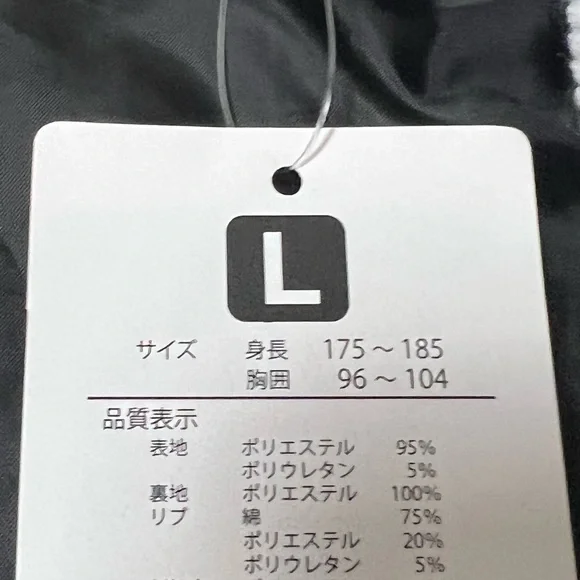 L
サイズ 身長 175～185
胸囲 96～104
品質表示
表地 ポリエステル 95%
ポリウレタン 5%
裏地 ポリエステル 100%
リブ 綿 75%
ポリエステル 20%
ポリウレタン 5%